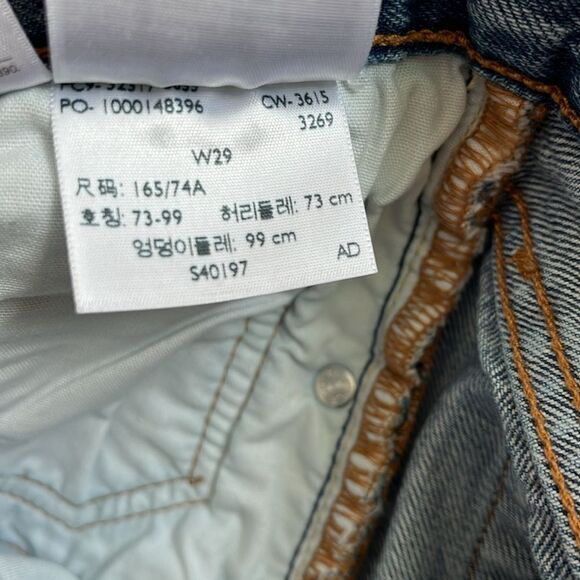 PO- 1000148396 CW-3615
3269
W29
尺码: 165/74A
호칭: 73-99 허리둘레: 73 cm
엉덩이둘레: 99 cm
S40197 AD